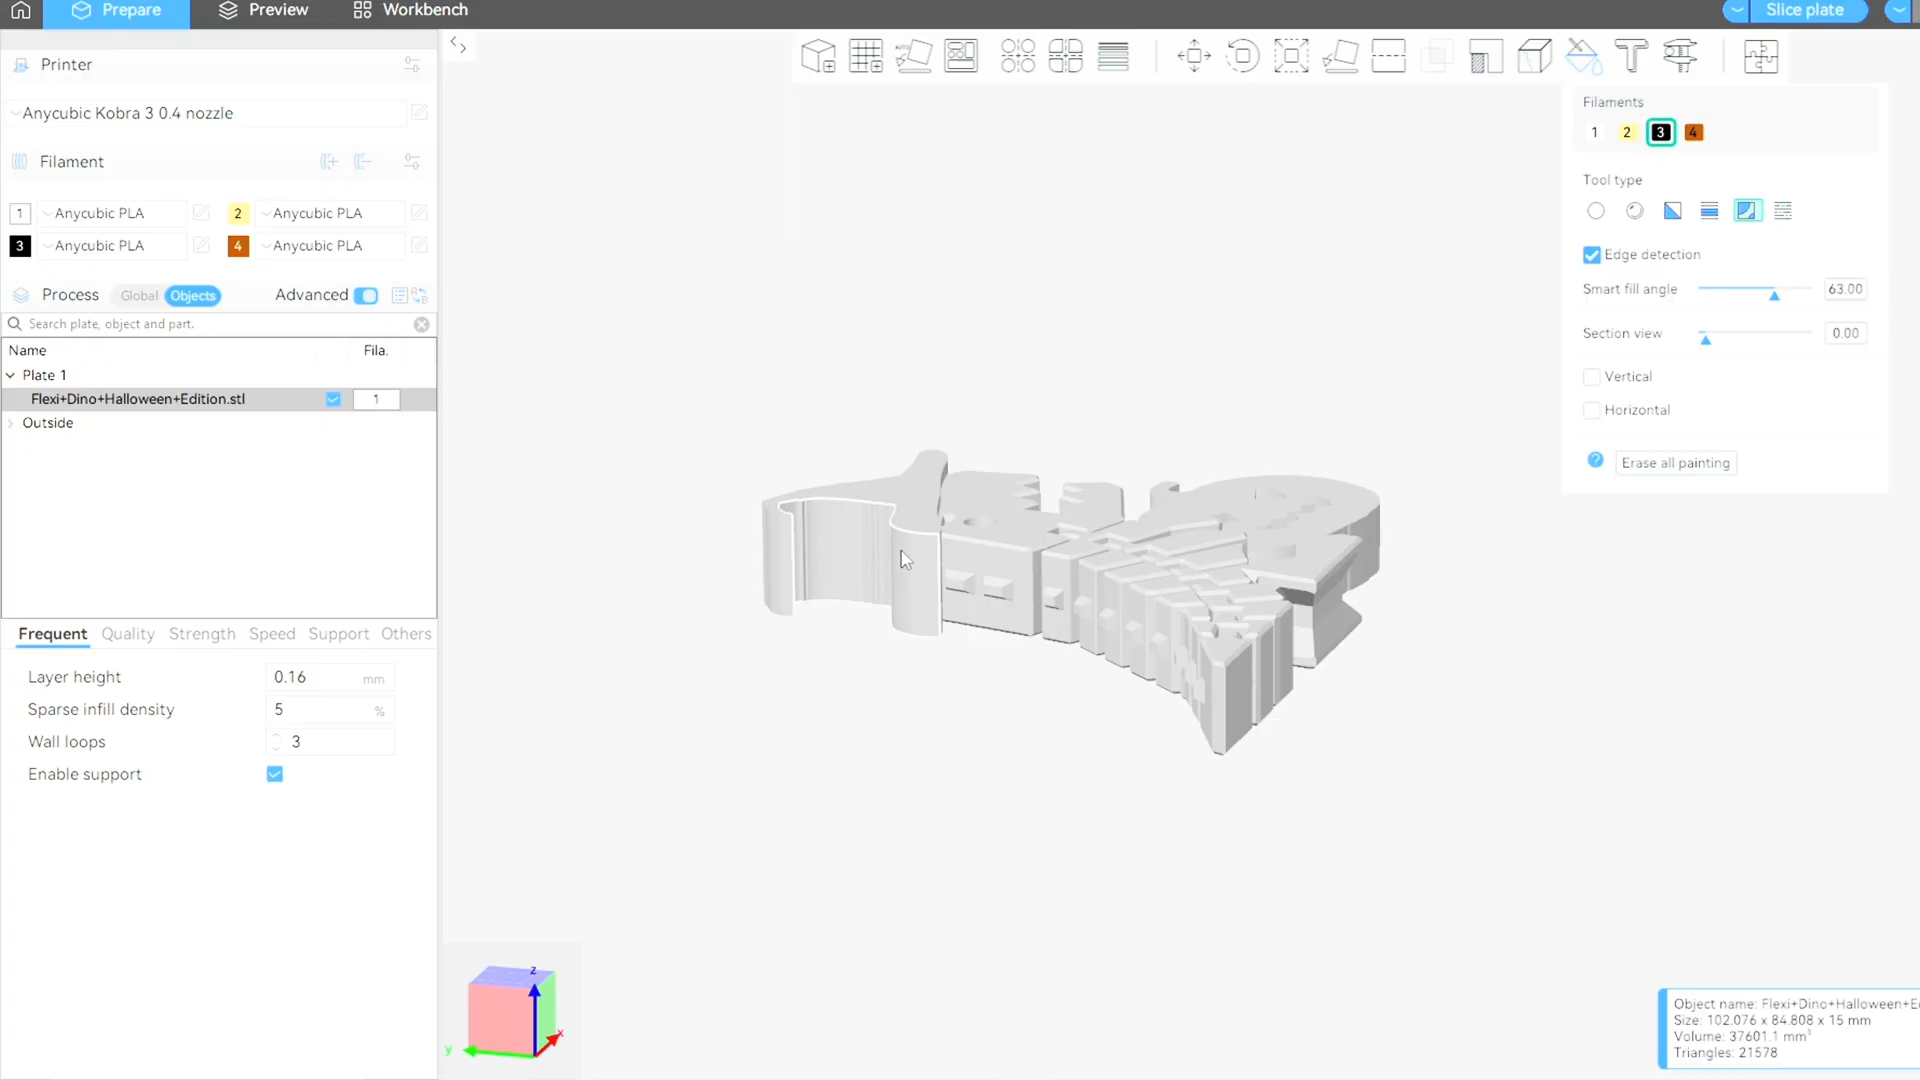 Prepare
Preview
Workbench
Slice plate
Printer
Anycubic Kobra 3 0.4 nozzle
Filament
1 Anycubic PLA
2 Anycubic PLA
3 Anycubic PLA
4 Anycubic PLA
Process
Global
Objects
Advanced
Search plate, object and part.
Name
Fila.
Plate 1
Flexi+Dino+Halloween+Edition.stl
1
Outside
Frequent
Quality
Strength
Speed
Support
Others
Layer height 0.16 mm
Sparse infill density 5 %
Wall loops 3
Enable support
Filaments
1 2 3 4
Tool type
Edge detection
Smart fill angle 63.00
Section view 0.00
Vertical
Horizontal
? Erase all painting
z
x
y
Object name: Flexi+Dino+Halloween+E
Size: 102.076 x 84.808 x 15 mm
Volume: 37601.1 mm³
Triangles: 21578